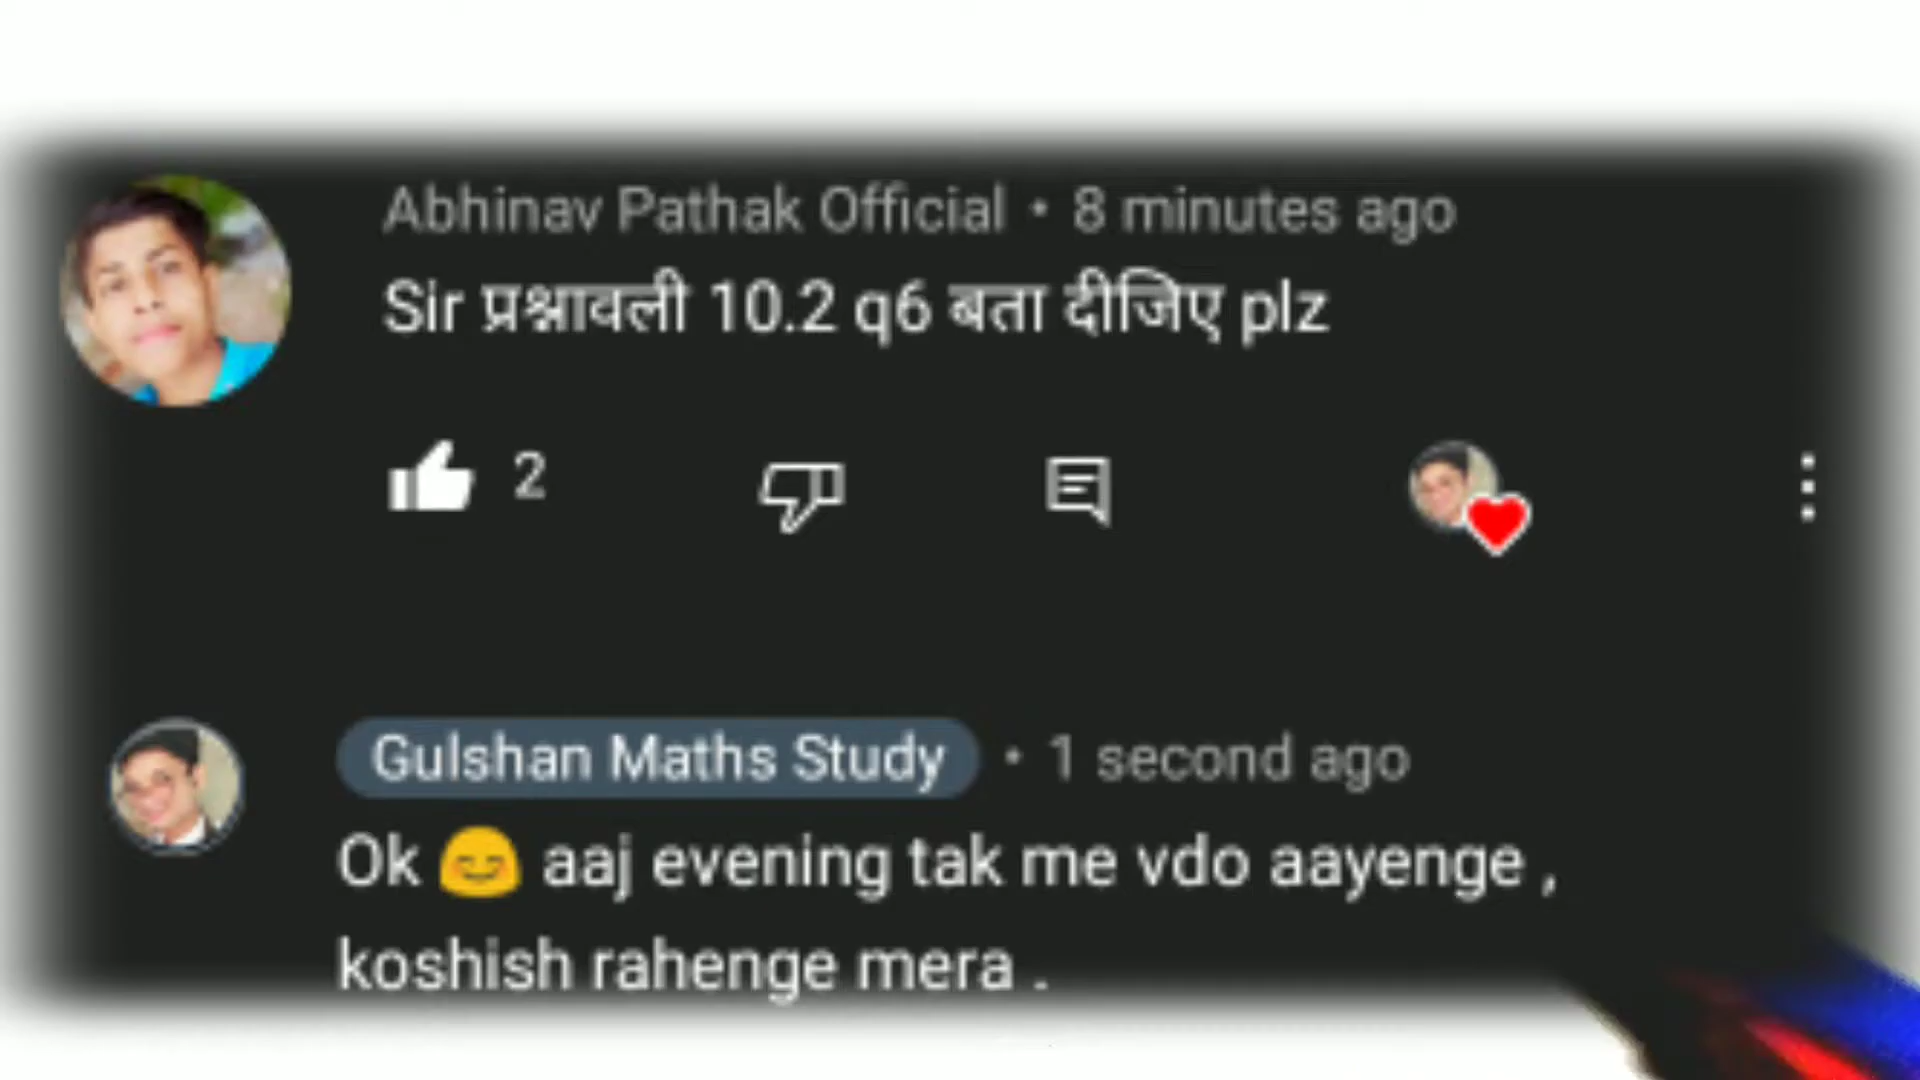 Abhinav Pathak Official • 8 minutes ago
Sir प्रश्नावली 10.2 q6 बता दीजिए plz
2
Gulshan Maths Study • 1 second ago
Ok 😊 aaj evening tak me vdo aayenge ,
koshish rahenge mera .